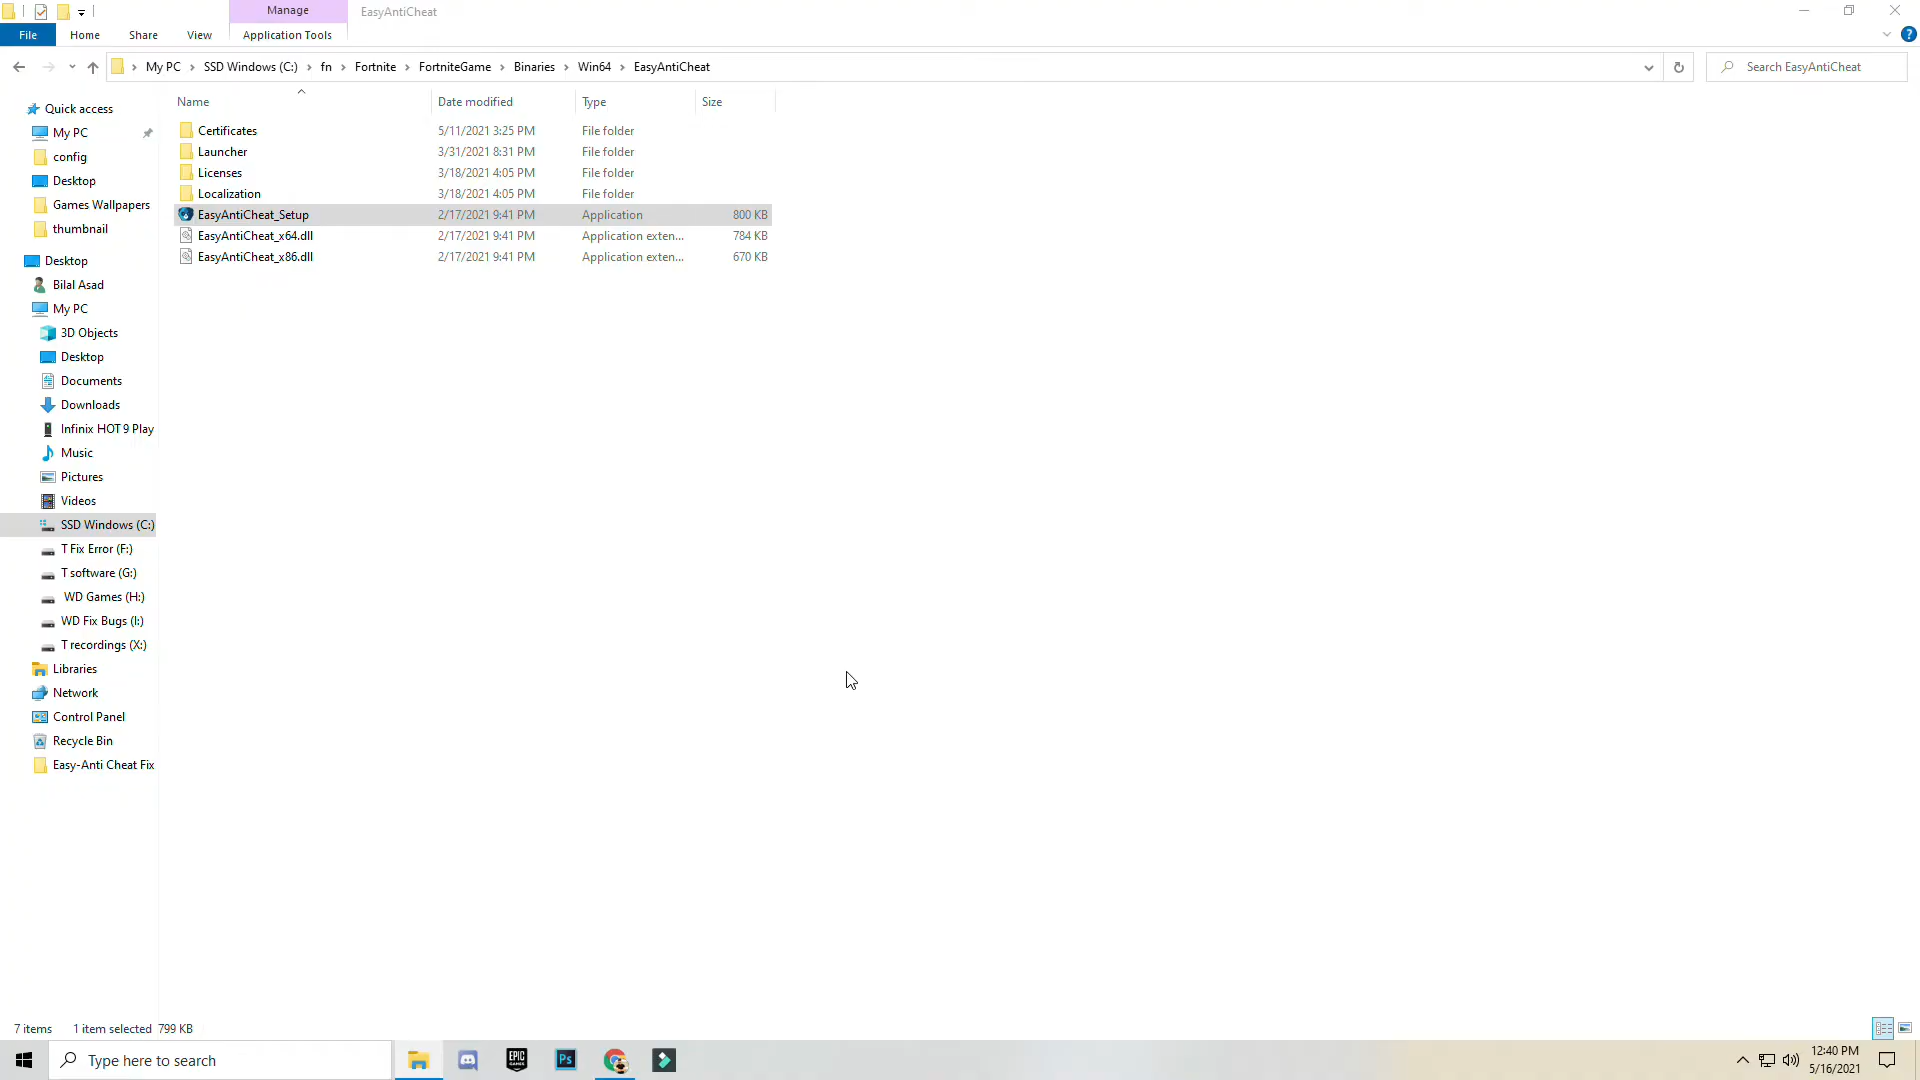 Manage
EasyAntiCheat
File
Home
Share
View
Application Tools
My PC
SSD Windows (C:)
fn
Fortnite
FortniteGame
Binaries
Win64
EasyAntiCheat
Search EasyAntiCheat
Name
Date modified
Type
Size
Certificates 5/11/2021 3:25 PM File folder
Launcher 3/31/2021 8:31 PM File folder
Licenses 3/18/2021 4:05 PM File folder
Localization 3/18/2021 4:05 PM File folder
EasyAntiCheat_Setup 2/17/2021 9:41 PM Application 800 KB
EasyAntiCheat_x64.dll 2/17/2021 9:41 PM Application exten... 784 KB
EasyAntiCheat_x86.dll 2/17/2021 9:41 PM Application exten... 670 KB
Quick access
My PC
config
Desktop
Games Wallpapers
thumbnail
Desktop
Bilal Asad
My PC
3D Objects
Desktop
Documents
Downloads
Infinix HOT 9 Play
Music
Pictures
Videos
SSD Windows (C:)
T Fix Error (F:)
T software (G:)
WD Games (H:)
WD Fix Bugs (I:)
T recordings (X:)
Libraries
Network
Control Panel
Recycle Bin
Easy-Anti Cheat Fix
7 items
1 item selected 799 KB
Type here to search
EPIC GAMES
Ps
12:40 PM
5/16/2021